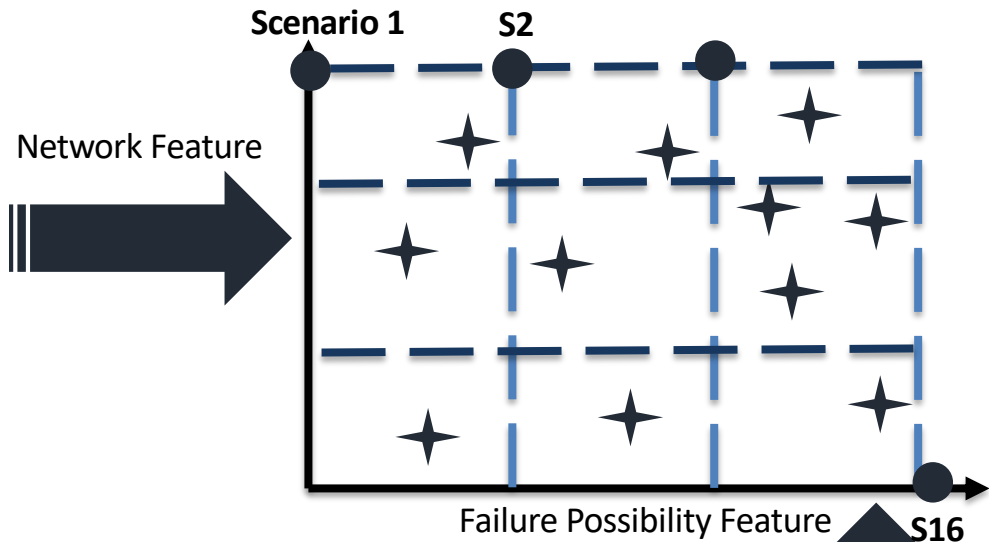 Scenario 1
S2
Network Feature
Failure Possibility Feature
S16